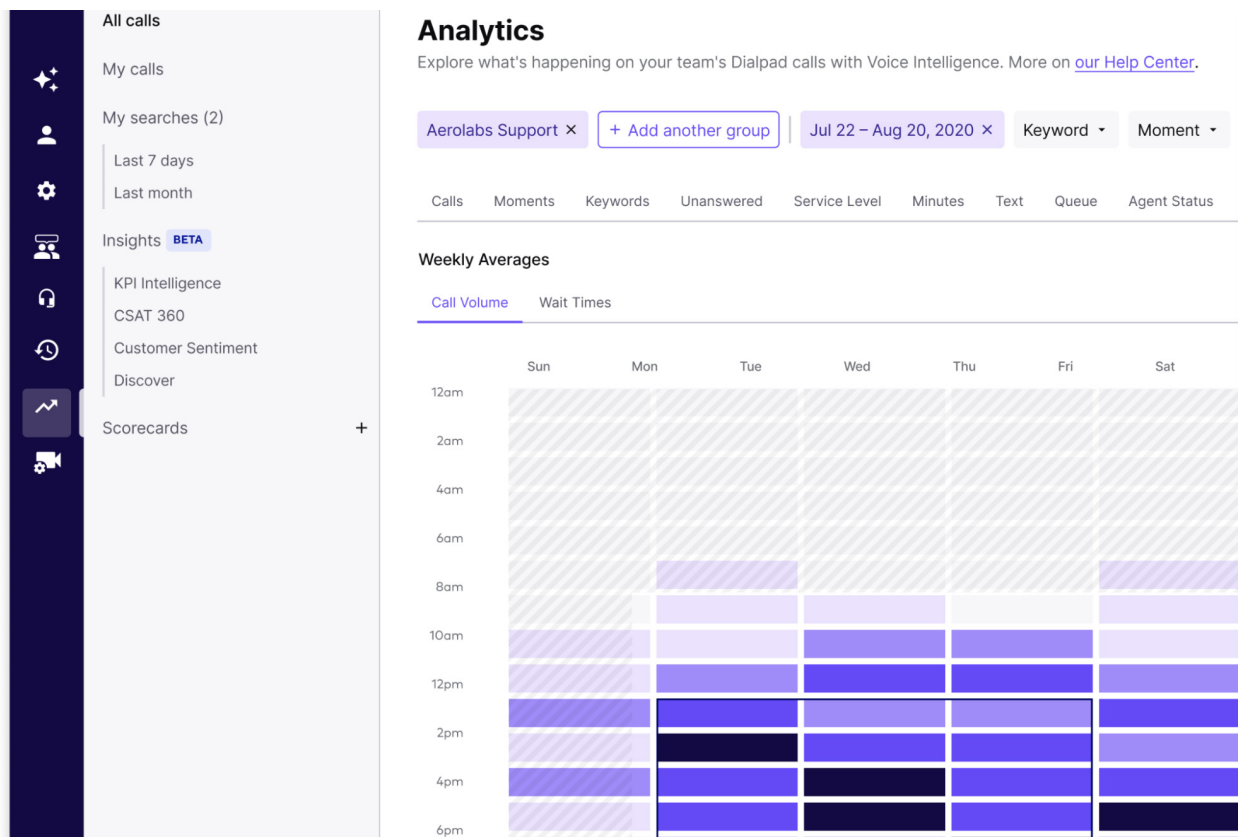 All calls
My calls
My searches (2)
Last 7 days
Last month
Insights BETA
KPI Intelligence
CSAT 360
Customer Sentiment
Discover
Scorecards +
Analytics
Explore what's happening on your team's Dialpad calls with Voice Intelligence. More on our Help Center.
Aerolabs Support × + Add another group Jul 22 – Aug 20, 2020 × Keyword Moment
Calls Moments Keywords Unanswered Service Level Minutes Text Queue Agent Status
Weekly Averages
Call Volume Wait Times
Sun Mon Tue Wed Thu Fri Sat
12am
2am
4am
6am
8am
10am
12pm
2pm
4pm
6pm